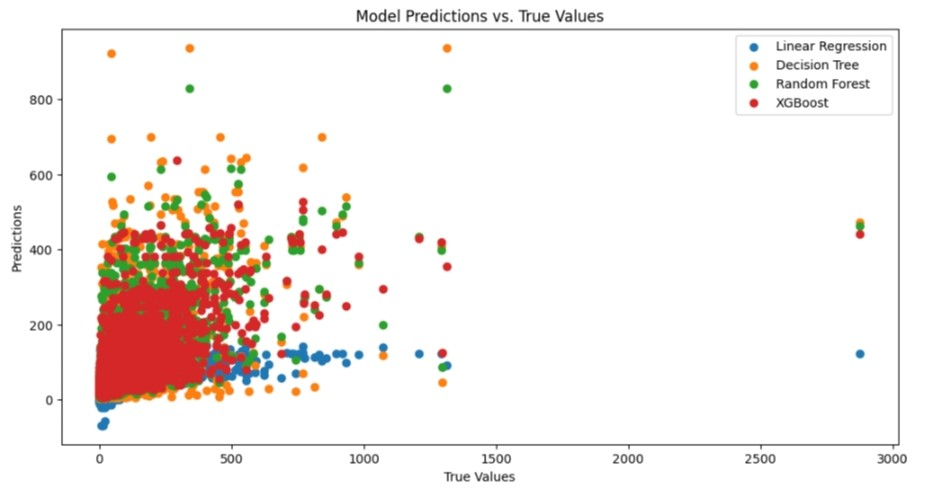 Model Predictions vs. True Values
Linear Regression
Decision Tree
Random Forest
XGBoost
800
600
400
200
0
Predictions
0 500 1000 1500 2000 2500 3000
True Values